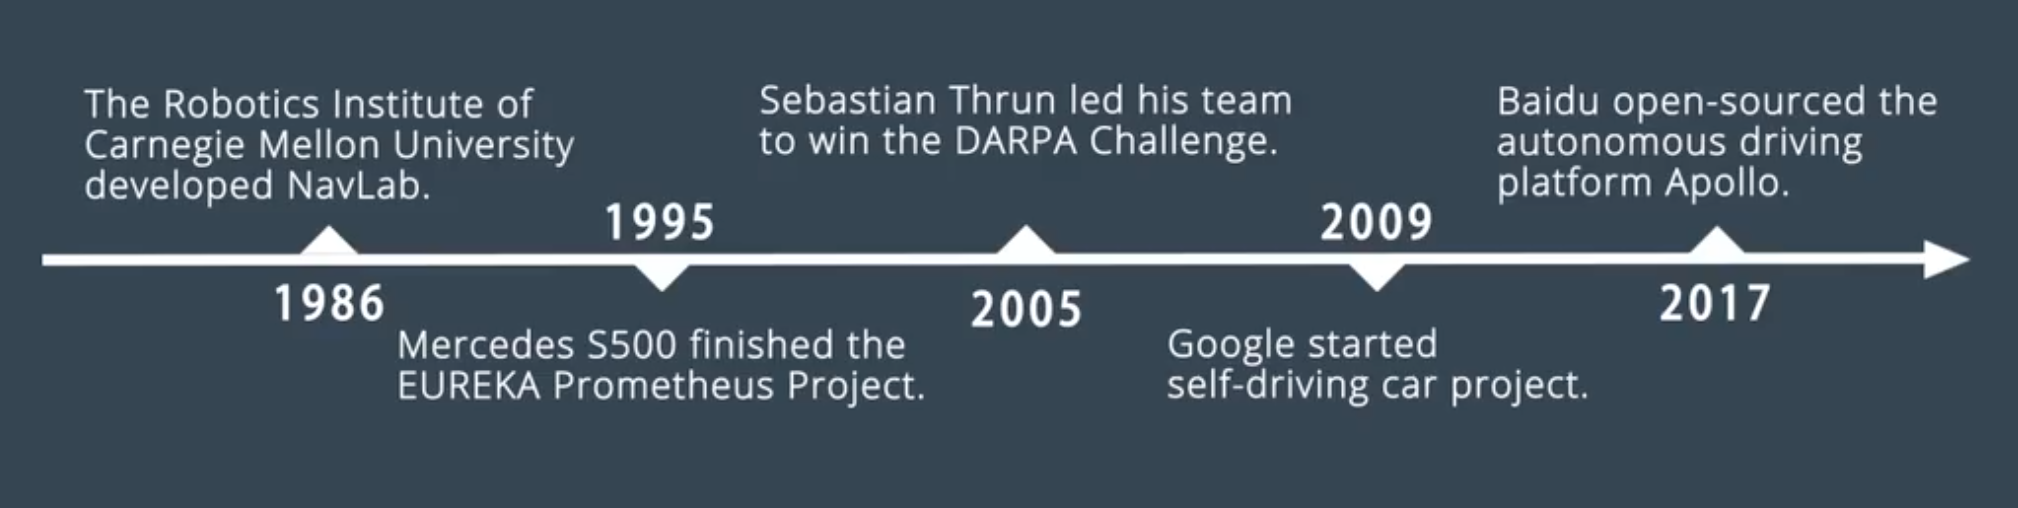 The Robotics Institute of
Carnegie Mellon University
developed NavLab.
1986
1995
Mercedes S500 finished the
EUREKA Prometheus Project.
Sebastian Thrun led his team
to win the DARPA Challenge.
2005
2009
Google started
self-driving car project.
Baidu open-sourced the
autonomous driving
platform Apollo.
2017